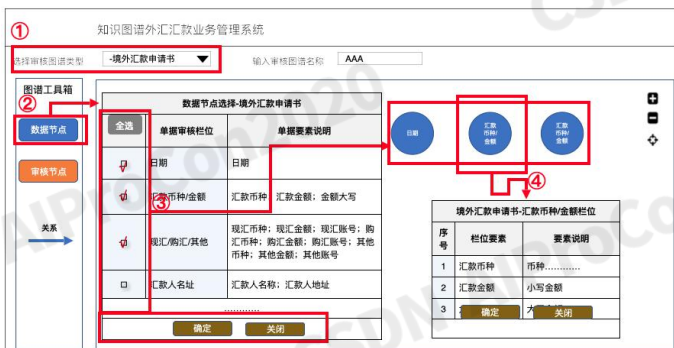 ①
知识图谱外汇汇款业务管理系统
选择审核图谱类型
-境外汇款申请书
输入审核图谱名称
AAA
图谱工具箱
②
数据节点
审核节点
关系
数据节点选择-境外汇款申请书
全选
单据审核栏位
单据要素说明
日期
日期
汇款币种/金额
汇款币种；汇款金额；金额大写
③
现汇/购汇/其他
现汇币种；现汇金额；现汇账号；购
汇币种；购汇金额；购汇账号；其他
币种；其他金额；其他账号
汇款人名址
汇款人名称；汇款人地址
…………
确定
关闭
日期
汇款
币种/
金额
汇款
币种/
金额
④
境外汇款申请书-汇款币种/金额栏位
序
号
栏位要素
要素说明
1
汇款币种
币种…………
2
汇款金额
小写金额
3
大
确定
关闭
AIProCon2020
CSDN AIProCon